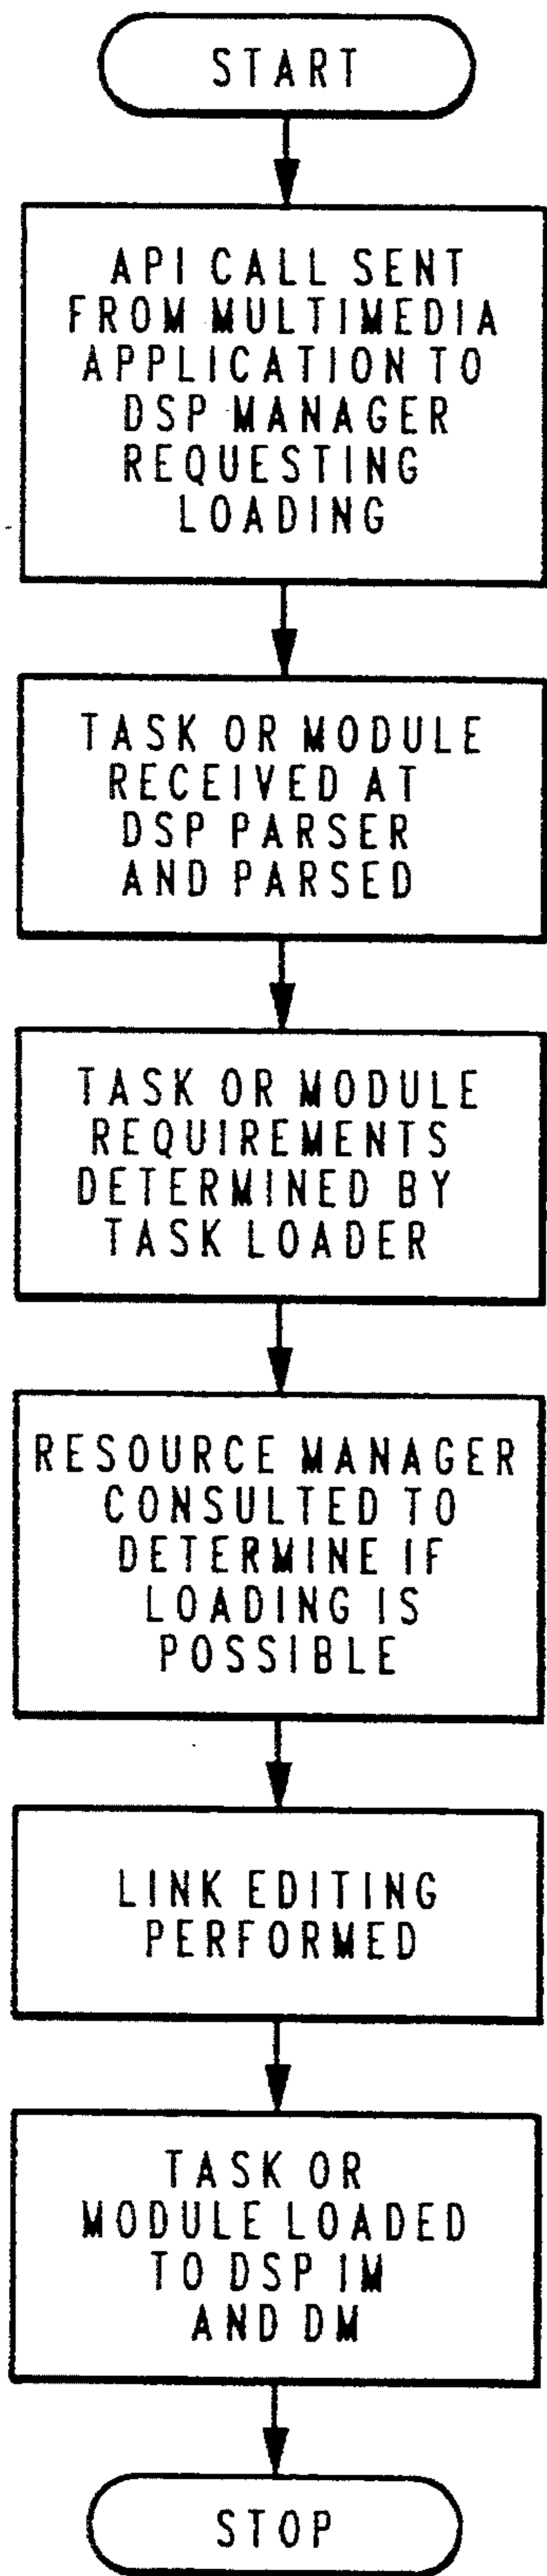 START
API CALL SENT
FROM MULTIMEDIA
APPLICATION TO
DSP MANAGER
REQUESTING
LOADING
TASK OR MODULE
RECEIVED AT
DSP PARSER
AND PARSED
TASK OR MODULE
REQUIREMENTS
DETERMINED BY
TASK LOADER
RESOURCE MANAGER
CONSULTED TO
DETERMINE IF
LOADING IS
POSSIBLE
LINK EDITING
PERFORMED
TASK OR
MODULE LOADED
TO DSP IM
AND DM
STOP